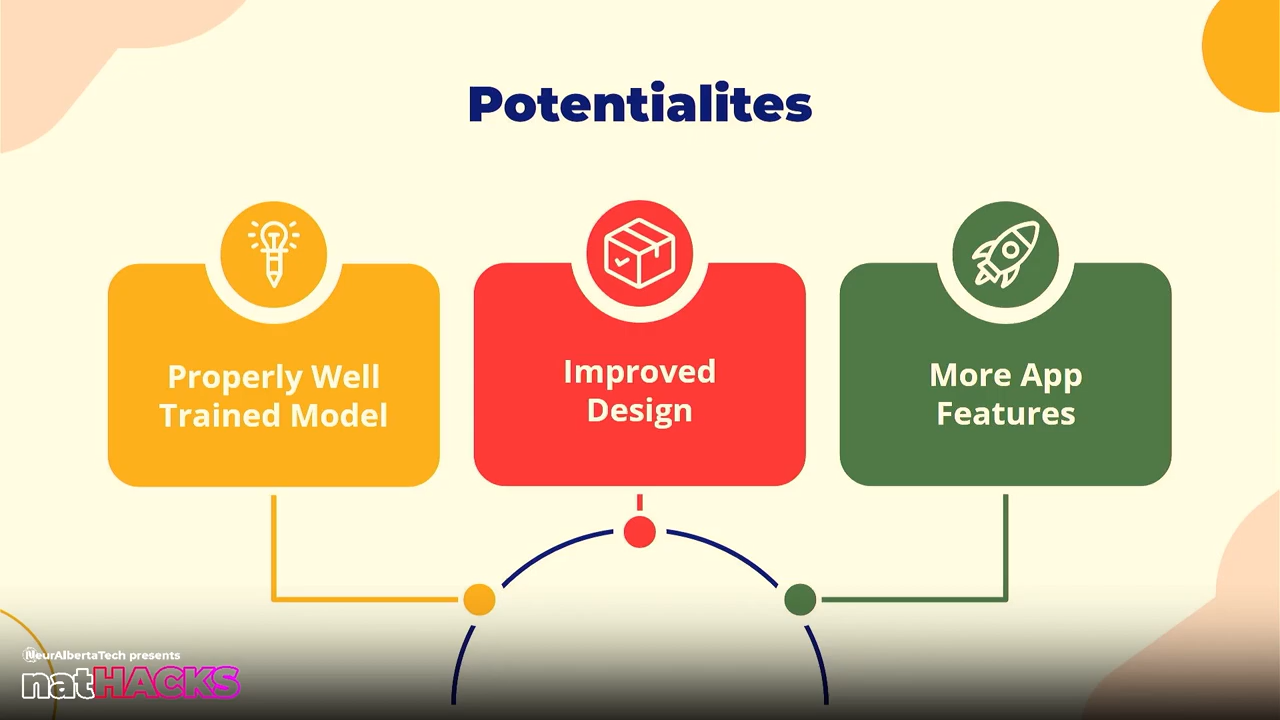 Potentialites
Properly Well
Trained Model
Improved
Design
More App
Features
NeurAlbertaTech presents
natHACKS